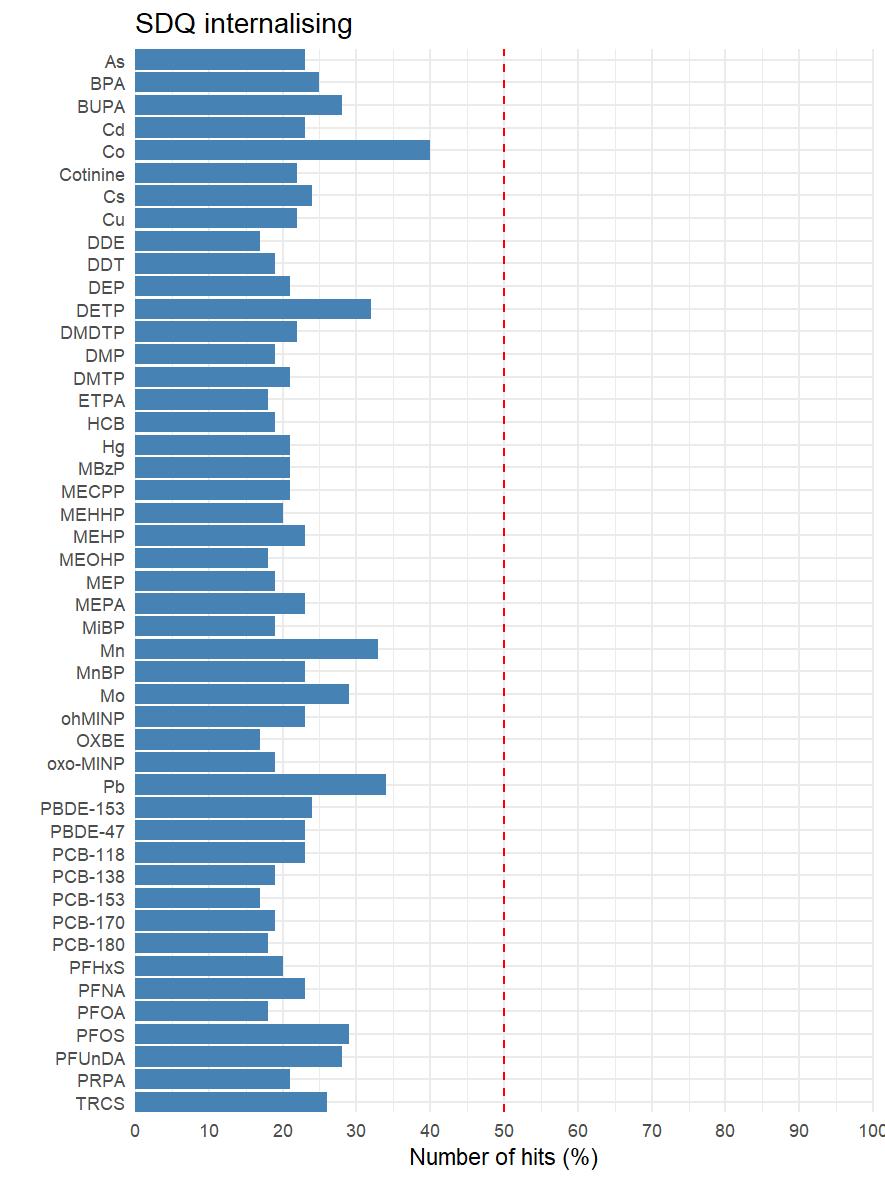 SDQ internalising
As
BPA
BUPA
Cd
Co
Cotinine
Cs
Cu
DDE
DDT
DEP
DETP
DMDTP
DMP
DMTP
ETPA
HCB
Hg
MBzP
MECPP
MEHHP
MEHP
MEOHP
MEP
MEPA
MiBP
Mn
MnBP
Mo
ohMINP
OXBE
oxo-MINP
Pb
PBDE-153
PBDE-47
PCB-118
PCB-138
PCB-153
PCB-170
PCB-180
PFHxS
PFNA
PFOA
PFOS
PFUnDA
PRPA
TRCS
0 10 20 30 40 50 60 70 80 90 100
Number of hits (%)